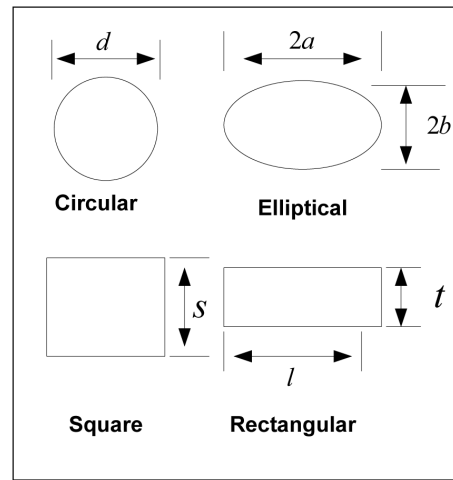 d
2a
2b
Circular
Elliptical
s
t
l
Square
Rectangular